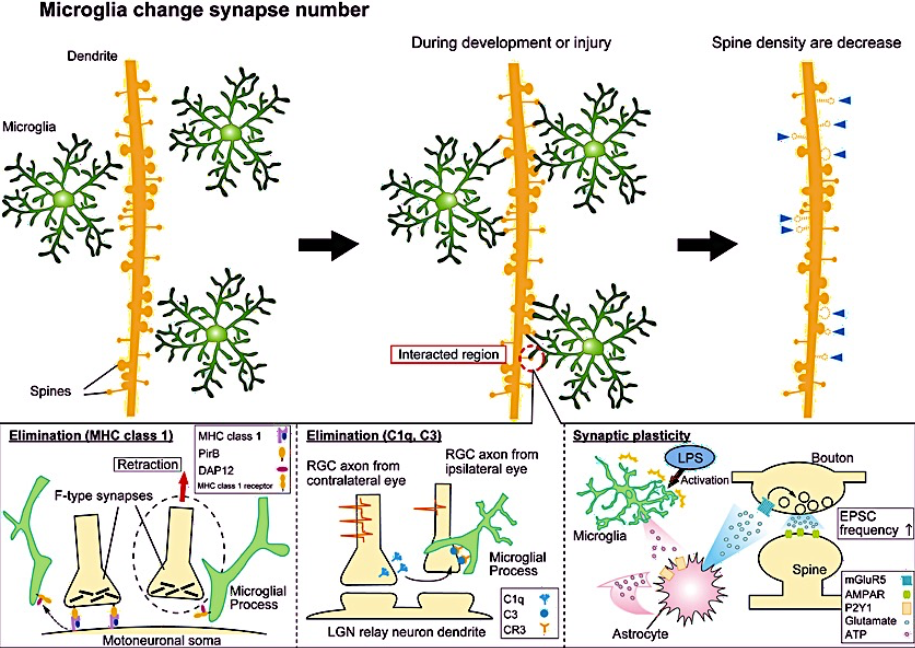 Microglia change synapse number
During development or injury
Spine density are decrease
Dendrite
Microglia
Interacted region
Spines
Elimination (MHC class 1)
MHC class 1
PirB
DAP12
MHC class 1 receptor
Retraction
F-type synapses
Microglial
Process
Motoneuronal soma
Elimination (C1q, C3)
RGC axon from
contralateral eye
RGC axon from
ipsilateral eye
Microglial
Process
C1q
C3
CR3
LGN relay neuron dendrite
Synaptic plasticity
LPS
Activation
Bouton
Microglia
EPSC
frequency ↑
Spine
mGluR5
AMPAR
P2Y1
Glutamate
ATP
Astrocyte